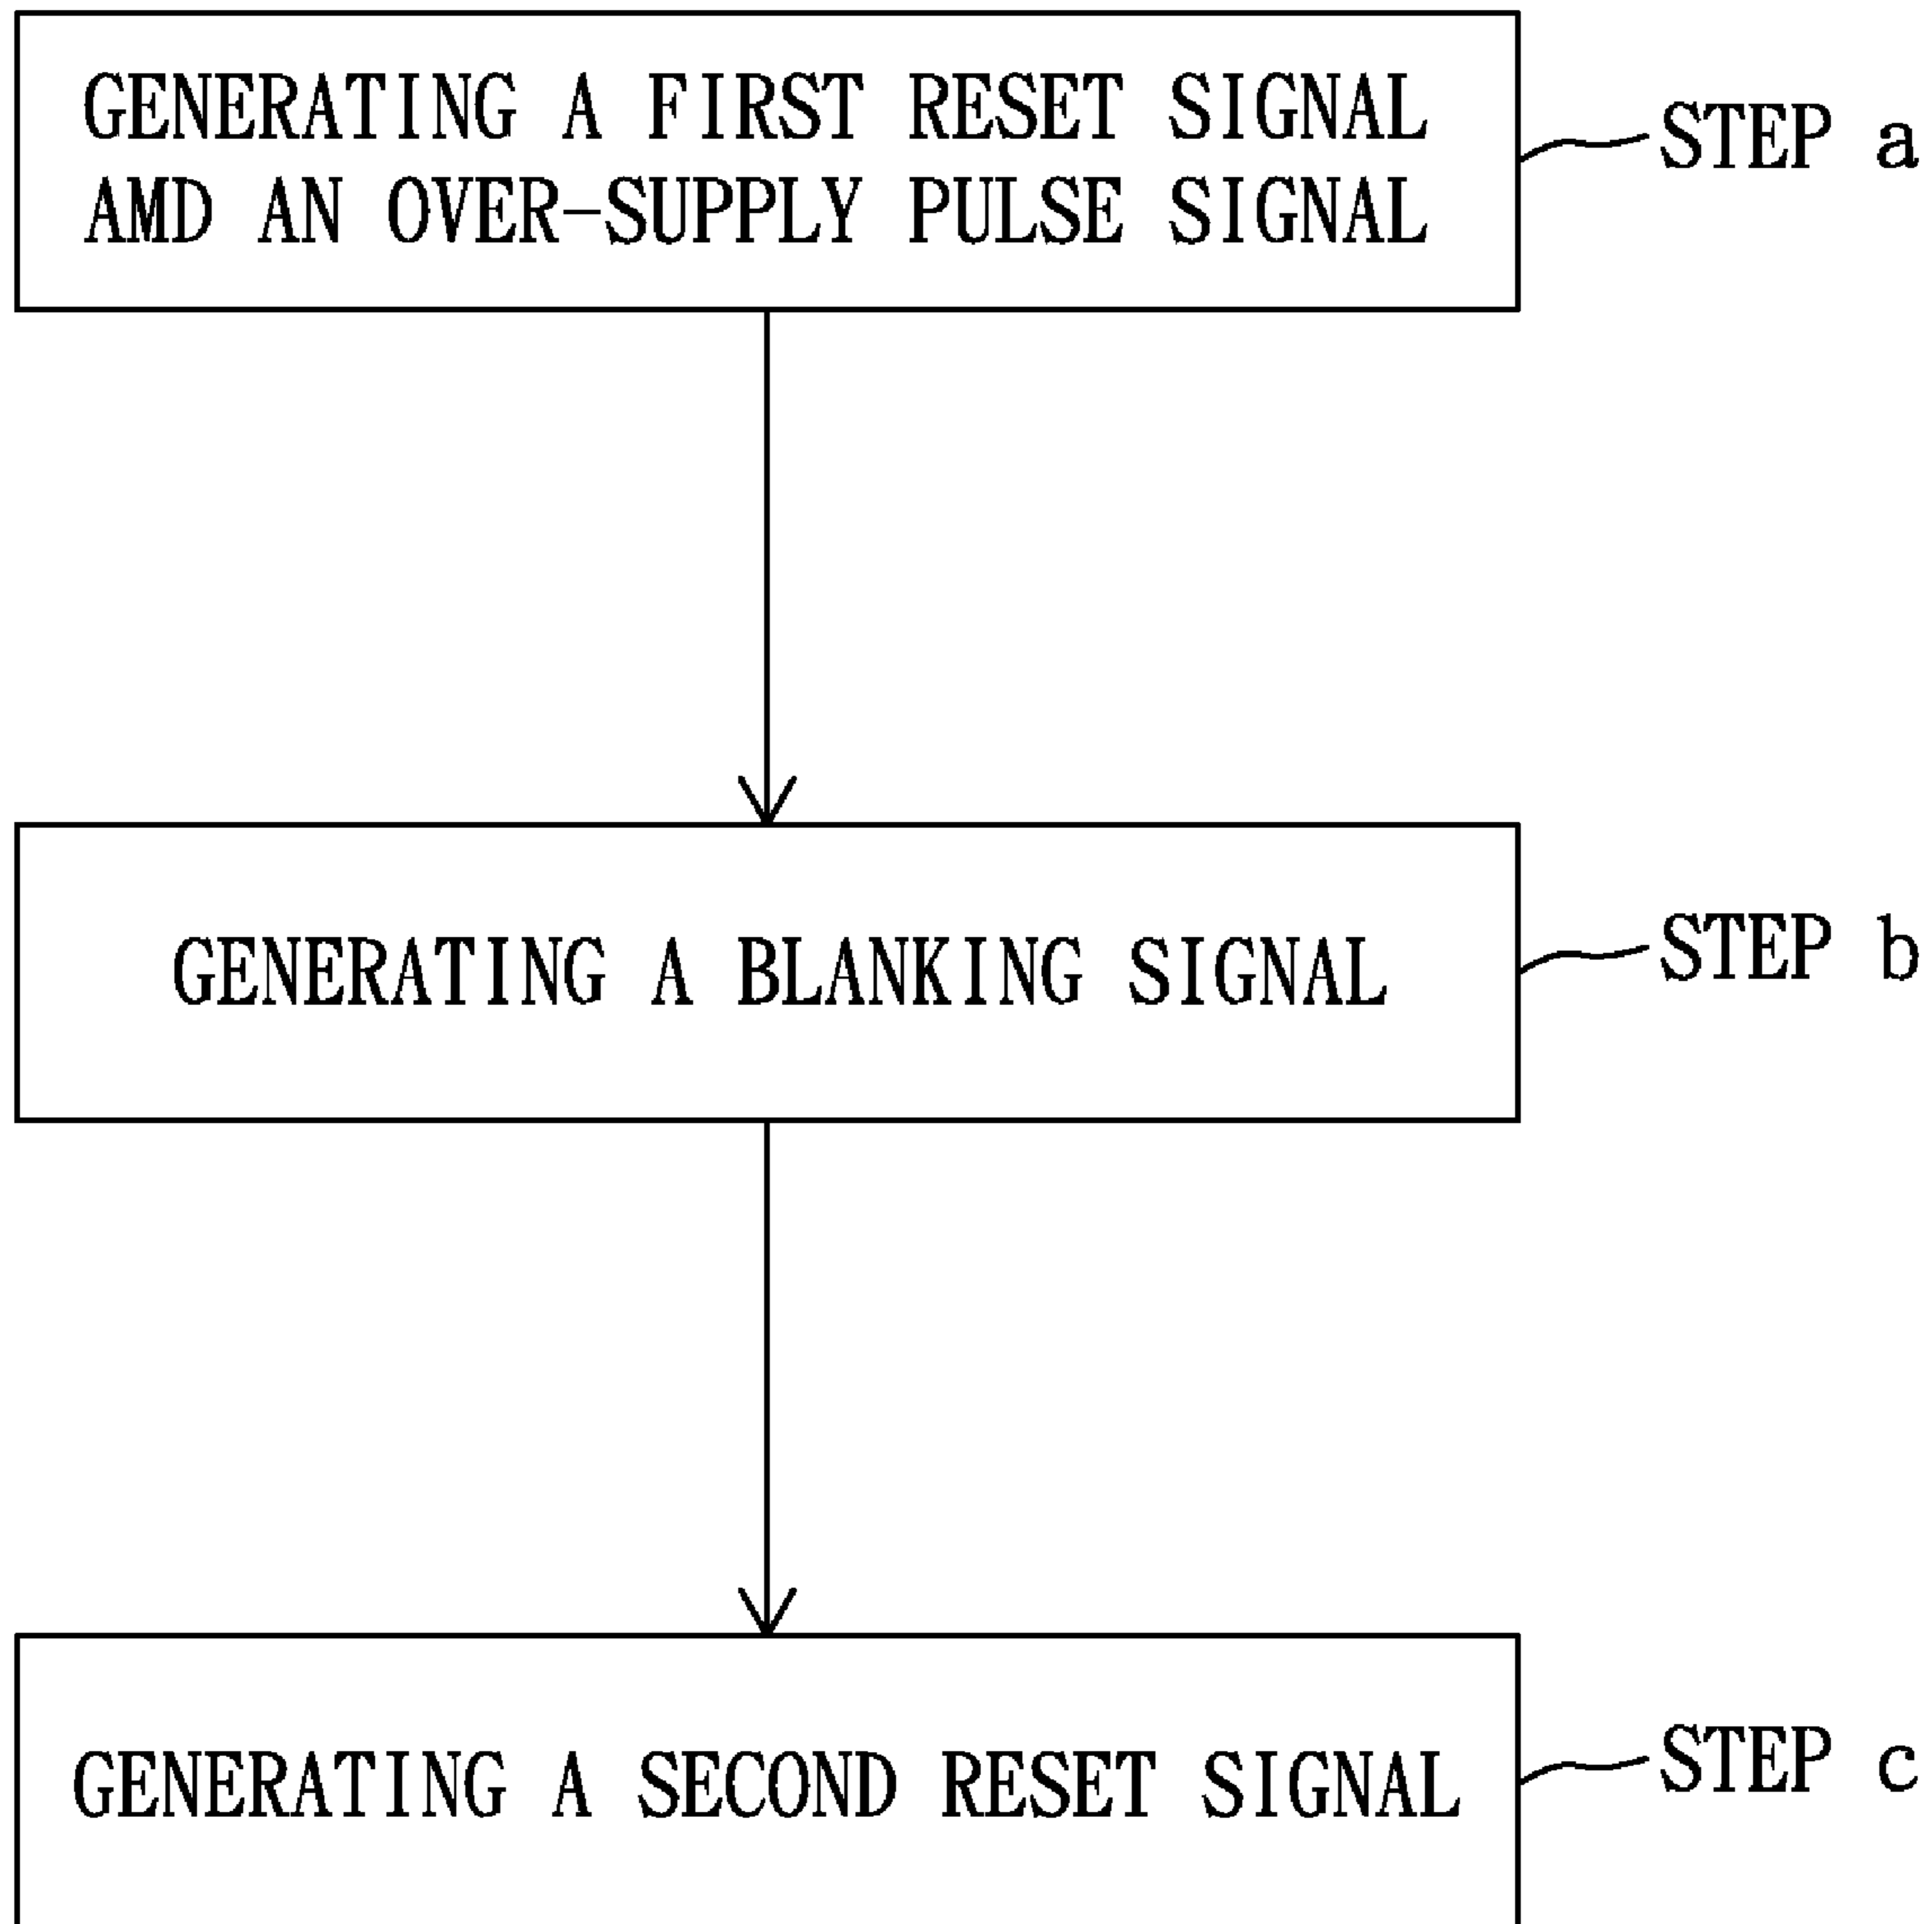 GENERATING A FIRST RESET SIGNAL
AMD AN OVER-SUPPLY PULSE SIGNAL
STEP a
GENERATING A BLANKING SIGNAL
STEP b
GENERATING A SECOND RESET SIGNAL
STEP c